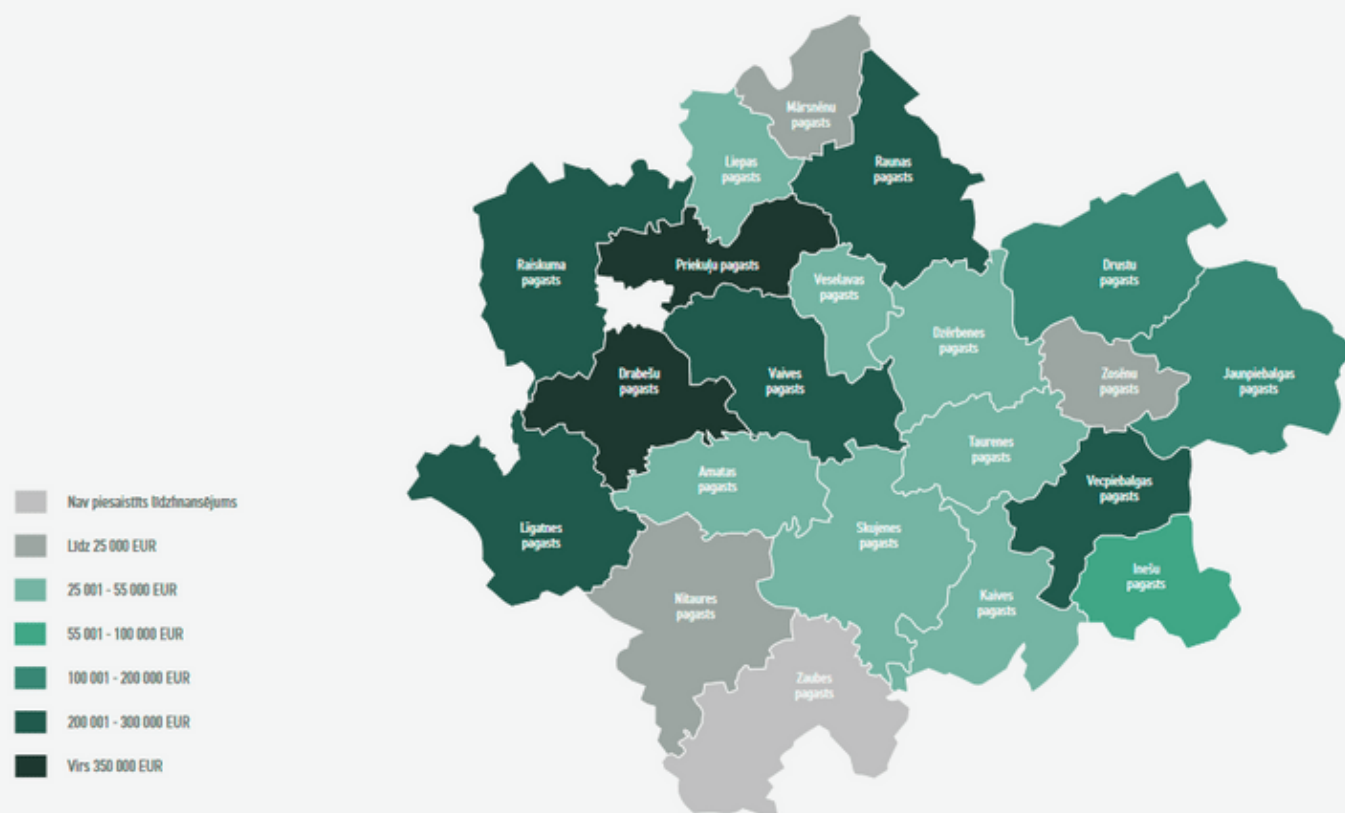 Mārsnēnu
pagasts
Liepas
pagasts
Raunas
pagasts
Raiskuma
pagasts
Priekuļu pagasts
Veselavas
pagasts
Drustu
pagasts
Dzērbenes
pagasts
Drabešu
pagasts
Vaives
pagasts
Zosēnu
pagasts
Jaunpiebalgas
pagasts
Taurenes
pagasts
Amatas
pagasts
Vecpiebalgas
pagasts
Līgatnes
pagasts
Skujenes
pagasts
Inešu
pagasts
Nītaures
pagasts
Kaives
pagasts
Zaubes
pagasts
Nav piesaistīts līdzfinansējums
Līdz 25 000 EUR
25 001 - 55 000 EUR
55 001 - 100 000 EUR
100 001 - 200 000 EUR
200 001 - 300 000 EUR
Virs 350 000 EUR